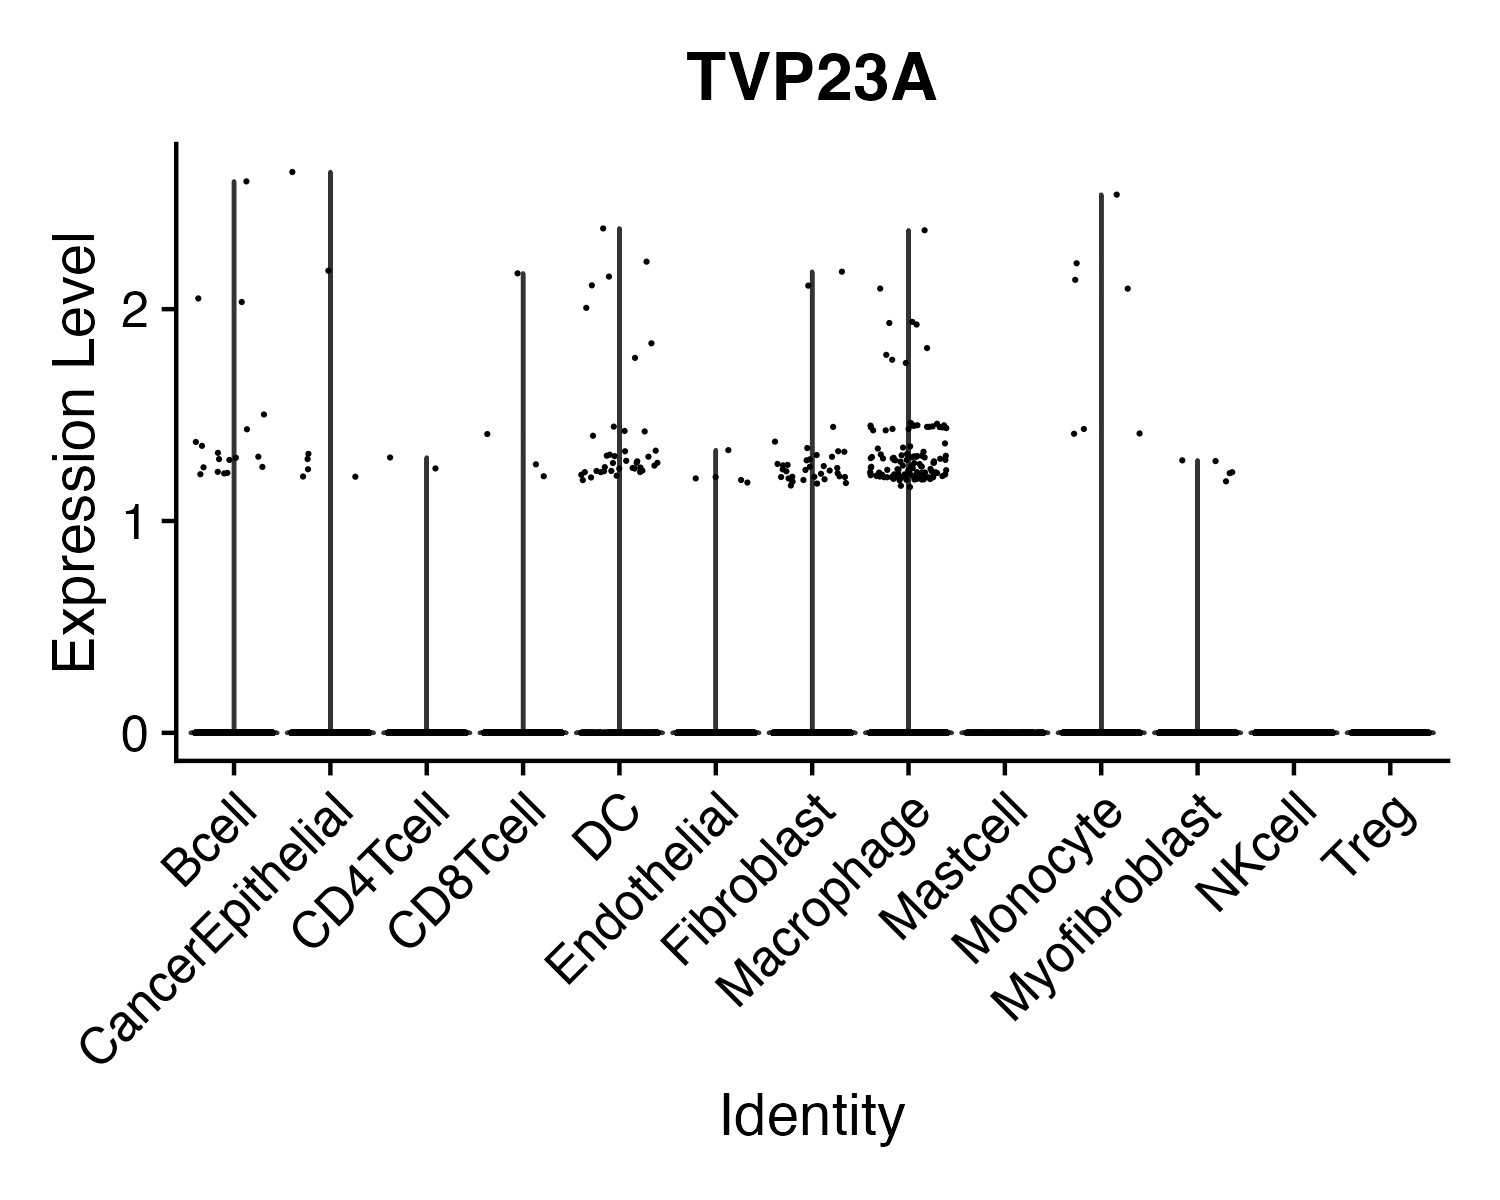 TVP23A
Expression Level
2
1
0
Bcell
CancerEpithelial
CD4Tcell
CD8Tcell
DC
Endothelial
Fibroblast
Macrophage
Mastcell
Monocyte
Myofibroblast
NKcell
Treg
Identity